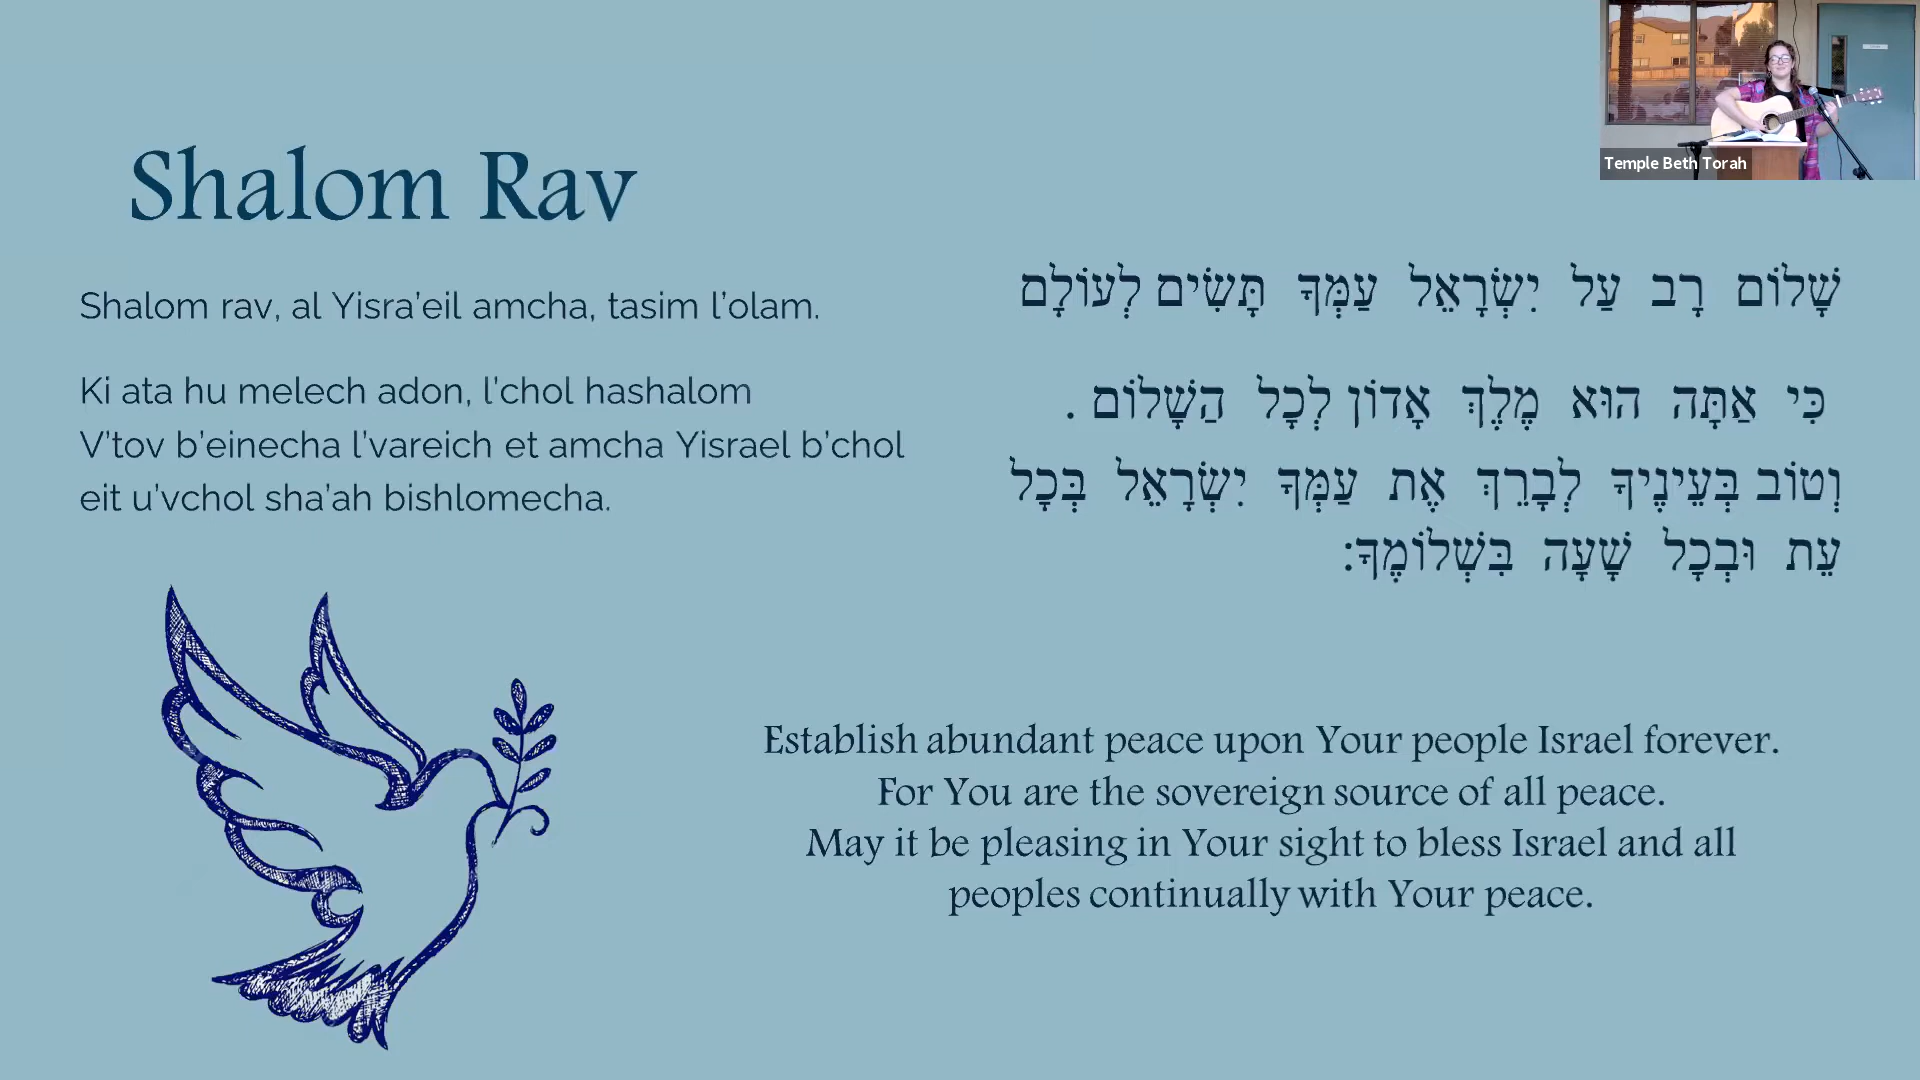 Temple Beth Torah
Shalom Rav
Shalom rav, al Yisra'eil amcha, tasim l'olam.
Ki ata hu melech adon, l'chol hashalom
V'tov b'einecha l'vareich et amcha Yisrael b'chol
eit u'vchol sha'ah bishlomecha.
שָׁלוֹם רָב עַל יִשְׂרָאֵל עַמְּךָ תָּשִׂים לְעוֹלָם
כִּי אַתָּה הוּא מֶלֶךְ אָדוֹן לְכָל הַשָּׁלוֹם .
וְטוֹב בְּעֵינֶיךָ לְבָרֵךְ אֶת עַמְּךָ יִשְׂרָאֵל בְּכָל
עֵת וּבְכָל שָׁעָה בִּשְׁלוֹמֶךָ:
Establish abundant peace upon Your people Israel forever.
For You are the sovereign source of all peace.
May it be pleasing in Your sight to bless Israel and all
peoples continually with Your peace.